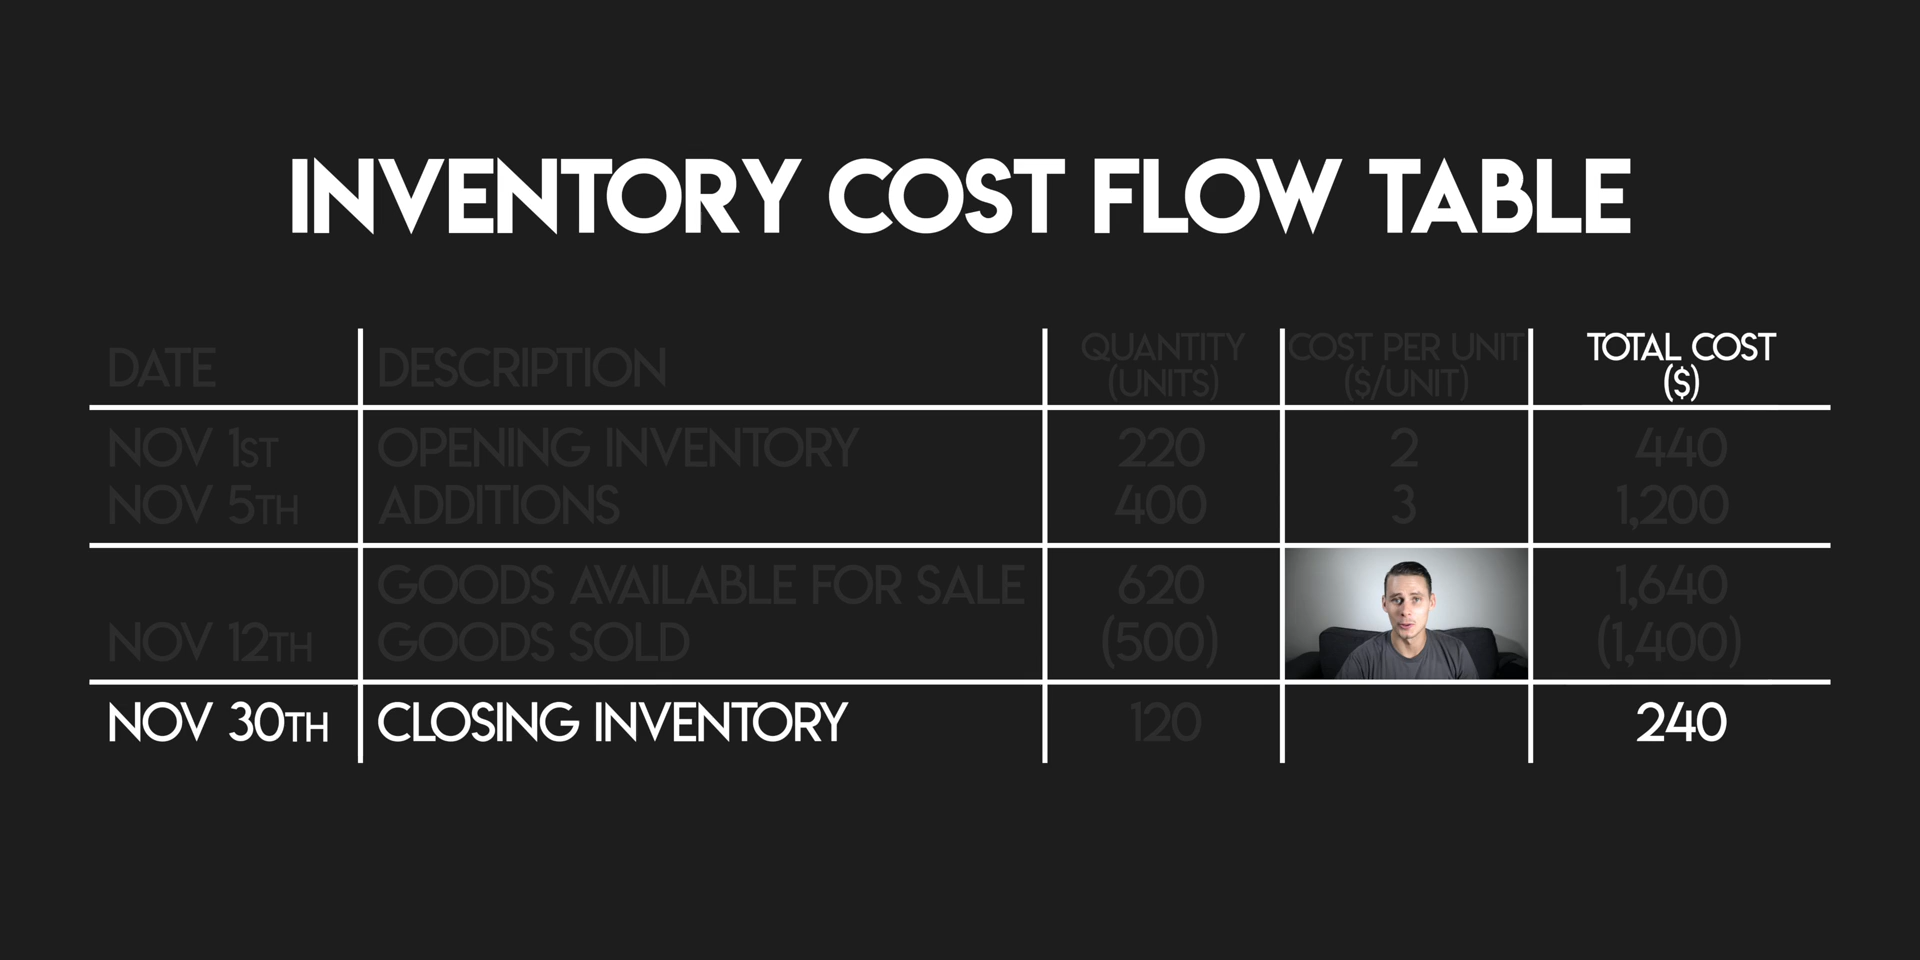 INVENTORY COST FLOW TABLE
DATE DESCRIPTION QUANTITY (UNITS) COST PER UNIT ($/UNIT) TOTAL COST ($)
NOV 1ST OPENING INVENTORY 220 2 440
NOV 5TH ADDITIONS 400 3 1,200
GOODS AVAILABLE FOR SALE 620 1,640
NOV 12TH GOODS SOLD (500) (1,400)
NOV 30TH CLOSING INVENTORY 120 240